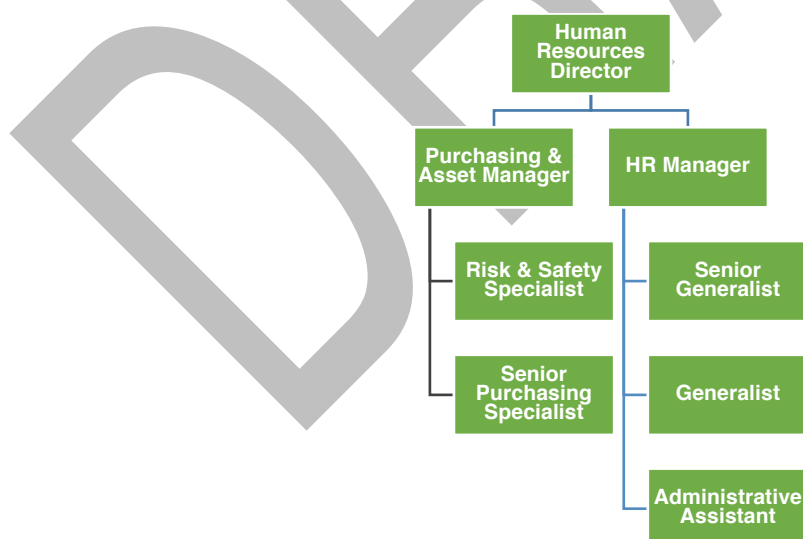 Human
Resources
Director
Purchasing &
Asset Manager
HR Manager
Risk & Safety
Specialist
Senior
Generalist
Senior
Purchasing
Specialist
Generalist
Administrative
Assistant